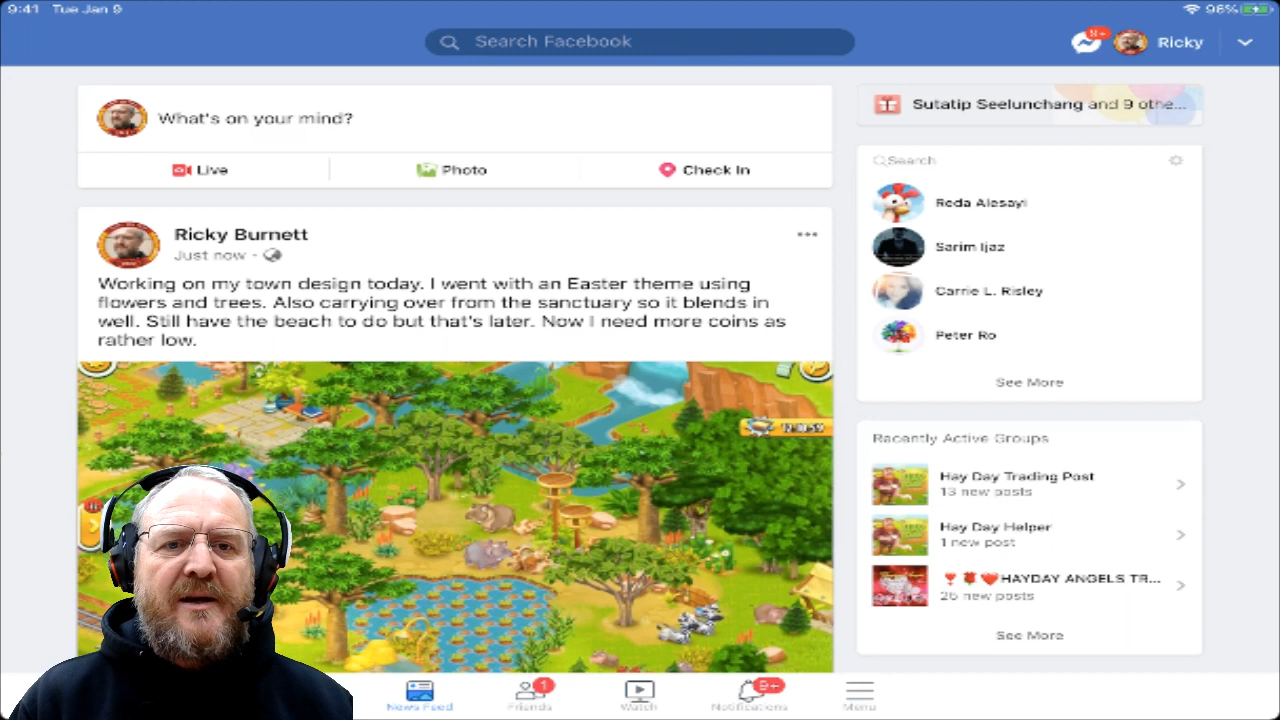 9:41 Tue Jan 9
96%
Search Facebook
9+
Ricky
What's on your mind?
Live
Photo
Check In
Ricky Burnett
Just now
Working on my town design today. I went with an Easter theme using
flowers and trees. Also carrying over from the sanctuary so it blends in
well. Still have the beach to do but that's later. Now I need more coins as
rather low.
Sutatip Seelunchang and 9 othe...
Search
Reda Alesayi
Sarim Ijaz
Carrie L. Risley
Peter Ro
See More
Recently Active Groups
Hay Day Trading Post
13 new posts
Hay Day Helper
1 new post
HAYDAY ANGELS TR...
26 new posts
See More
News Feed
1
Friends
Watch
9+
Notifications
Menu